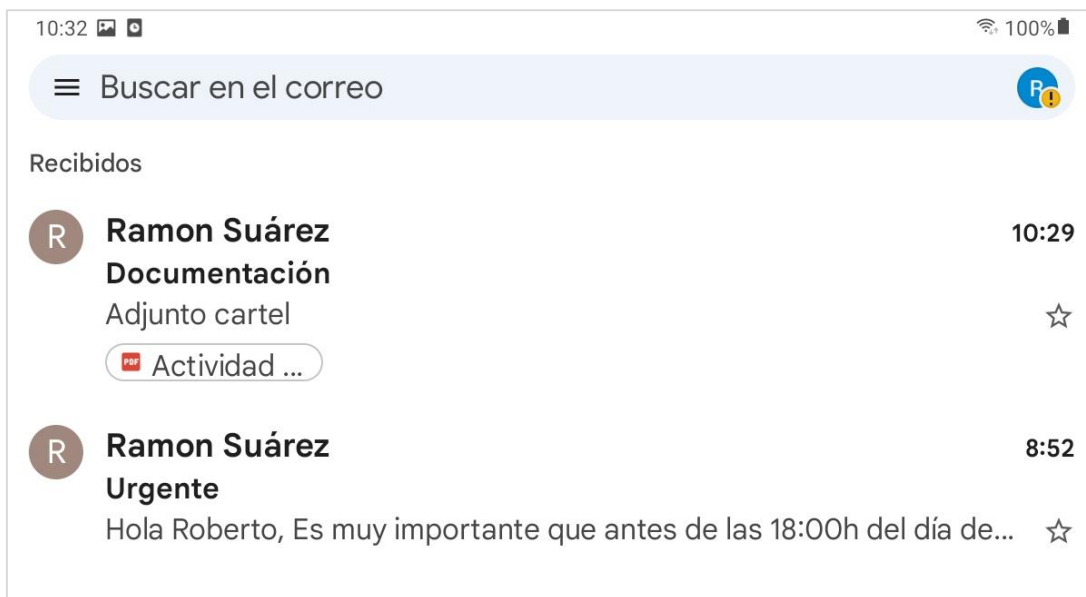 10:32 100%
Buscar en el correo R
Recibidos
R Ramon Suárez 10:29
Documentación
Adjunto cartel
PDF Actividad ...
R Ramon Suárez 8:52
Urgente
Hola Roberto, Es muy importante que antes de las 18:00h del día de...